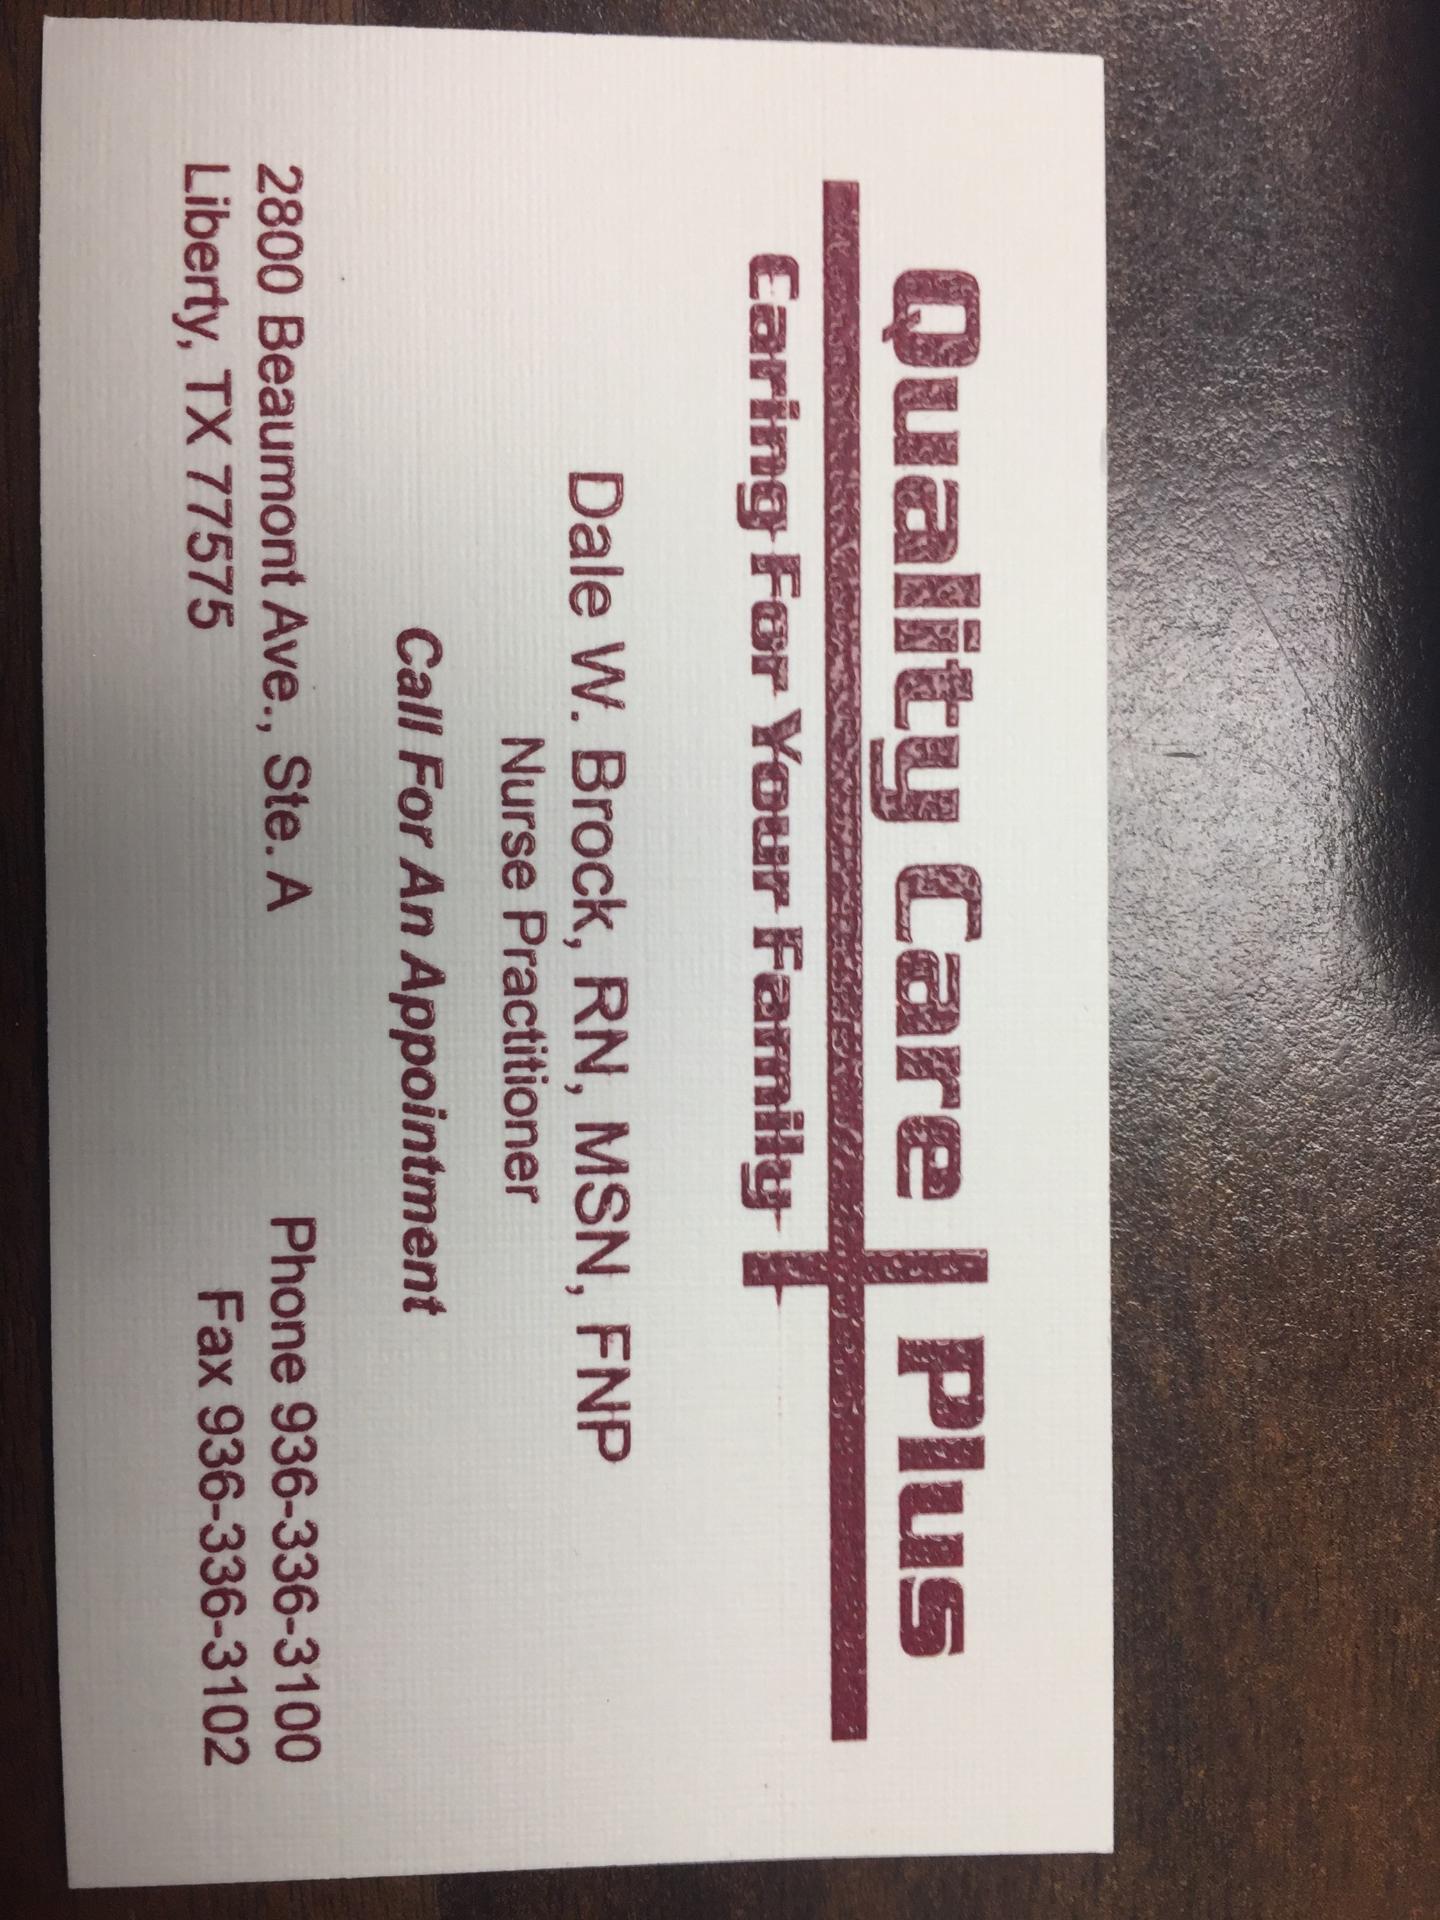 Quality Care Plus
Caring For Your Family
Dale W. Brock, RN, MSN, FNP
Nurse Practitioner
Call For An Appointment
2800 Beaumont Ave., Ste. A
Liberty, TX 77575
Phone 936-336-3100
Fax 936-336-3102